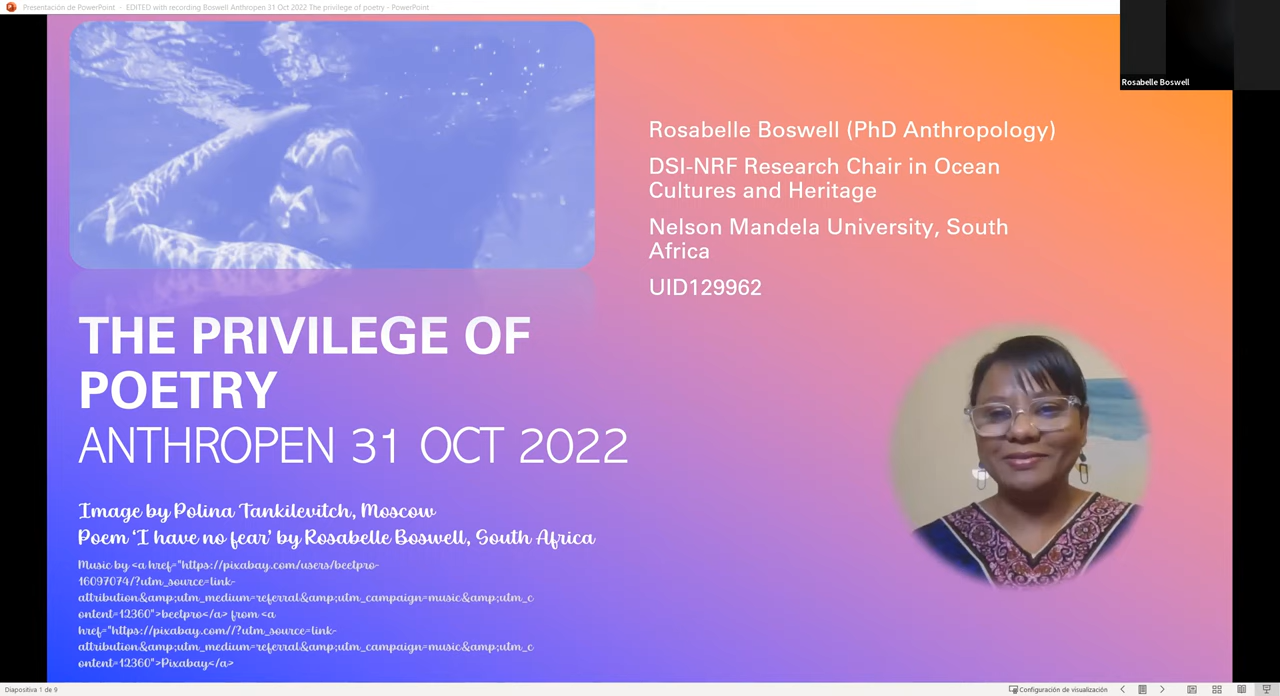 Presentación de PowerPoint - EDITED with recording Boswell Anthropen 31 Oct 2022 The privilege of poetry - PowerPoint
Rosabelle Boswell
Rosabelle Boswell (PhD Anthropology)
DSI-NRF Research Chair in Ocean
Cultures and Heritage
Nelson Mandela University, South
Africa
UID129962
THE PRIVILEGE OF
POETRY
ANTHROPEN 31 OCT 2022
Image by Polina Tankilevitch, Moscow
Poem ‘I have no fear’ by Rosabelle Boswell, South Africa
Music by <a href="https://pixabay.com/users/beetpro-
16097074/?utm_source=link-
attribution&amp;utm_medium=referral&amp;utm_campaign=music&amp;utm_c
ontent=12360">beetpro</a> from <a
href="https://pixabay.com//?utm_source=link-
attribution&amp;utm_medium=referral&amp;utm_campaign=music&amp;utm_c
ontent=12360">Pixabay</a>
Diapositiva 1 de 9
Configuración de visualización